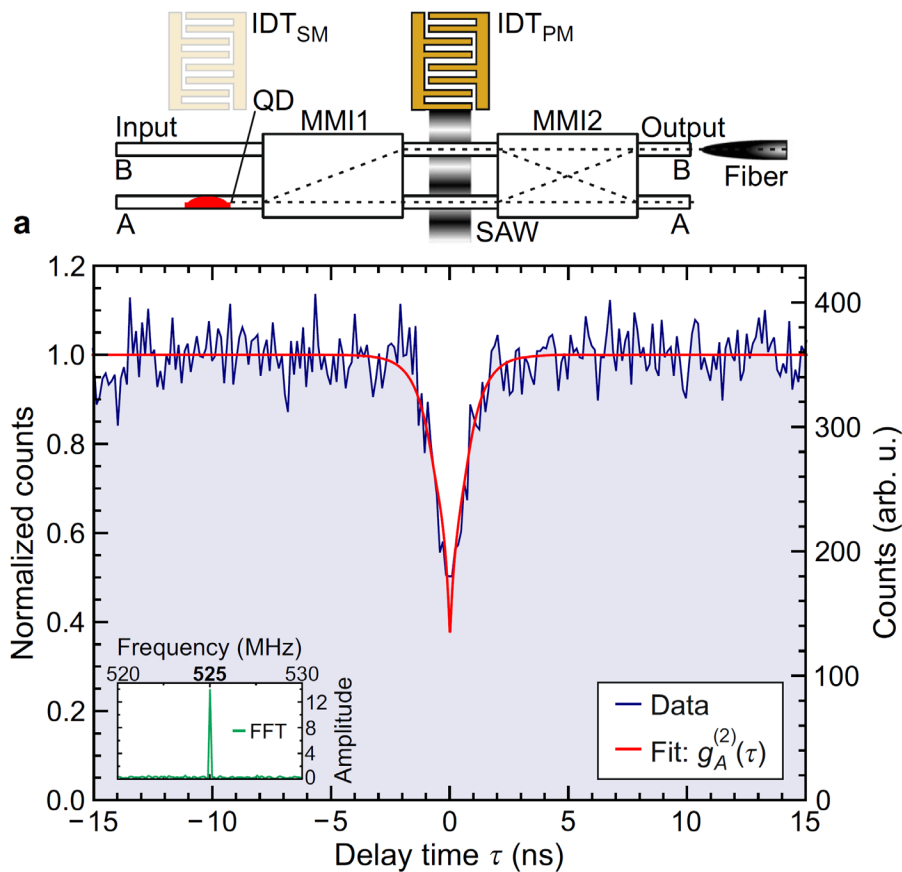 IDT_SM
IDT_PM
QD
Input
MMI1
MMI2
Output
B
B
Fiber
A
SAW
A
a
1.2
1.0
0.8
0.6
0.4
0.2
0.0
Normalized counts
400
300
200
100
0
Counts (arb. u.)
Frequency (MHz)
520 525 530
12
8
4
0
Amplitude
FFT
Data
Fit: g_A^(2)(τ)
−15 −10 −5 0 5 10 15
Delay time τ (ns)